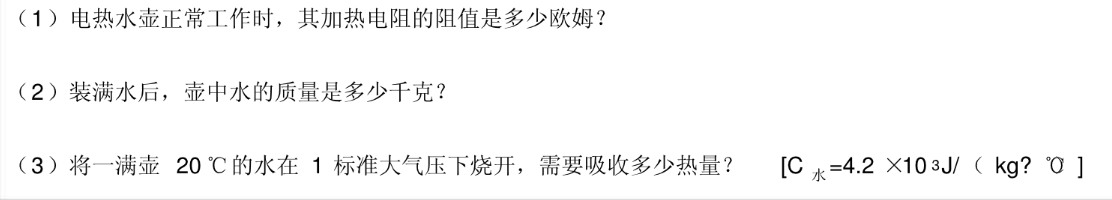 （1）电热水壶正常工作时，其加热电阻的阻值是多少欧姆？
（2）装满水后，壶中水的质量是多少千克？
（3）将一满壶 20 ℃的水在 1 标准大气压下烧开，需要吸收多少热量？ [C 水=4.2 ×10 3J/（ kg? ℃) ]